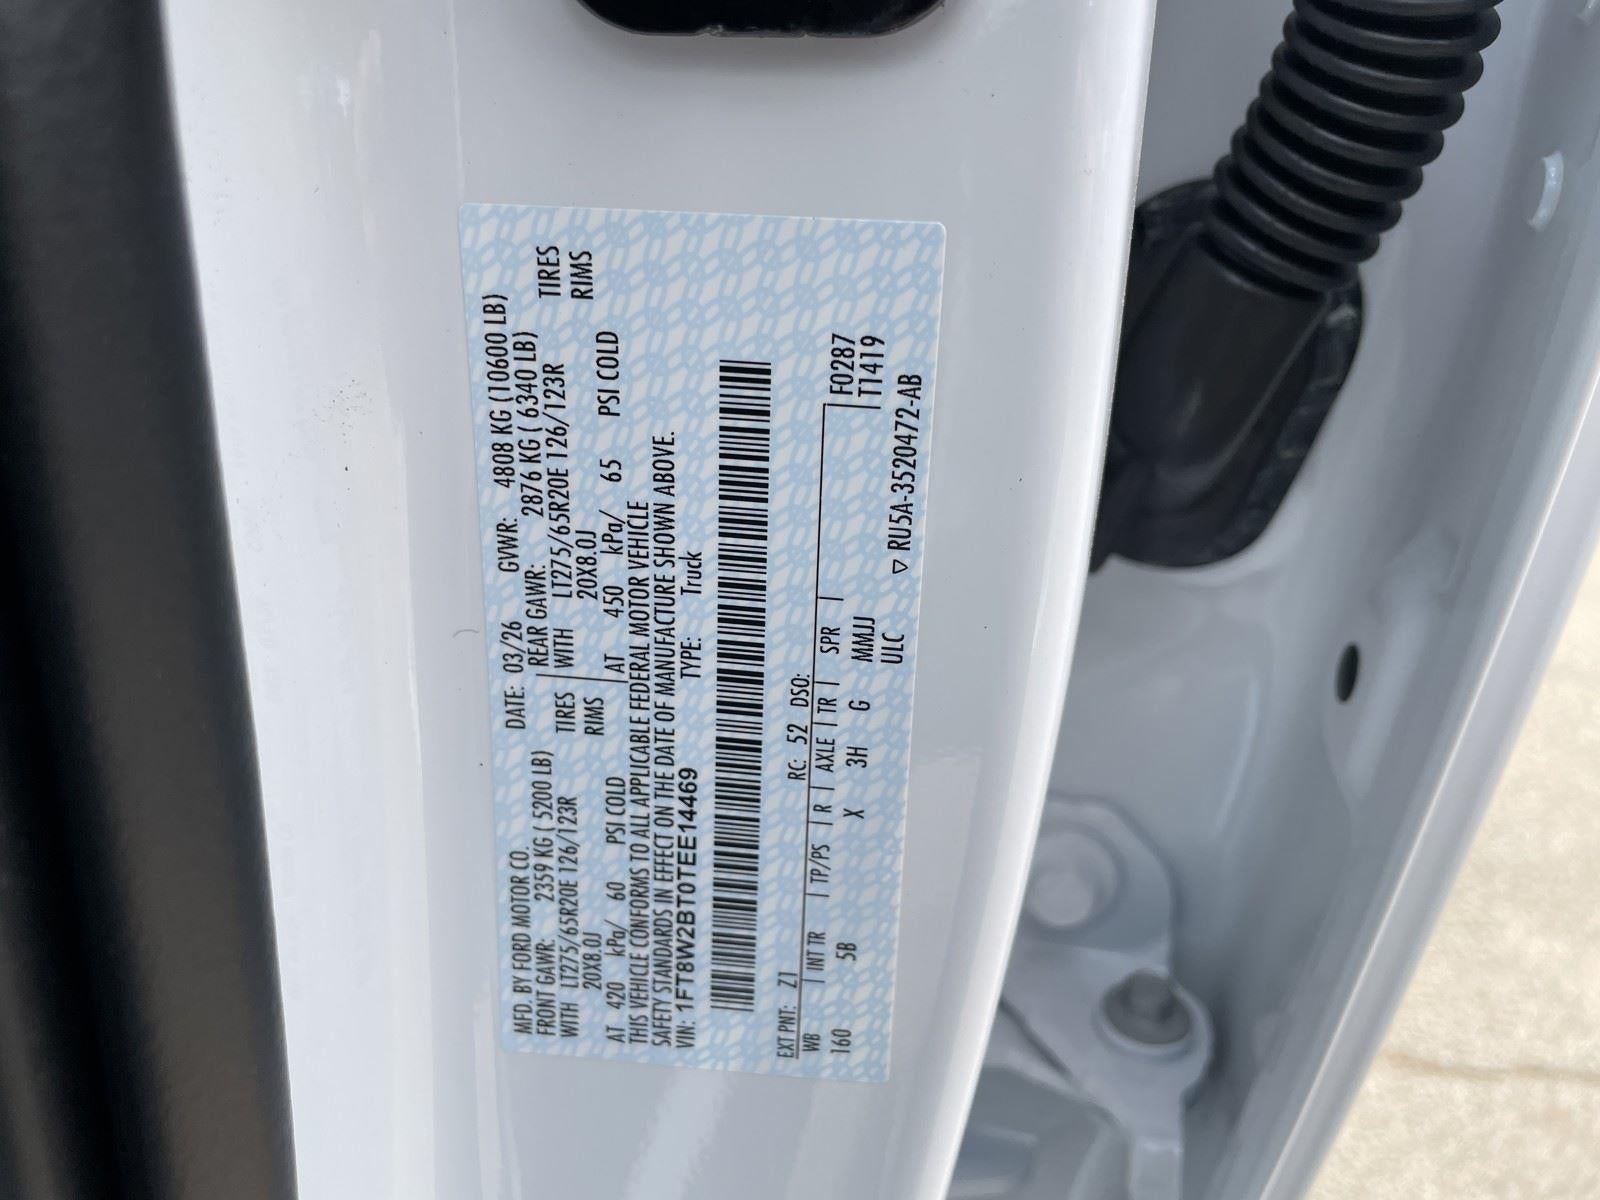 MFD. BY FORD MOTOR CO.
DATE: 03/26 GVWR: 4808 KG (10600 LB)
FRONT GAWR: 2359 KG ( 5200 LB)
REAR GAWR: 2876 KG ( 6340 LB)
WITH LT275/65R20E 126/123R TIRES
WITH LT275/65R20E 126/123R TIRES
20X8.0J RIMS
20X8.0J RIMS
AT 420 kPa/ 60 PSI COLD
AT 450 kPa/ 65 PSI COLD
THIS VEHICLE CONFORMS TO ALL APPLICABLE FEDERAL MOTOR VEHICLE
SAFETY STANDARDS IN EFFECT ON THE DATE OF MANUFACTURE SHOWN ABOVE.
VIN: 1FT8W2BT0TEE14469 TYPE: Truck
EXT PNT: Z1 RC: 52 DSO:
WB INT TR TP/PS R AXLE TR SPR F0287
160 5B X 3H G MMJJ T1419
ULC
▽ RU5A-3520472-AB